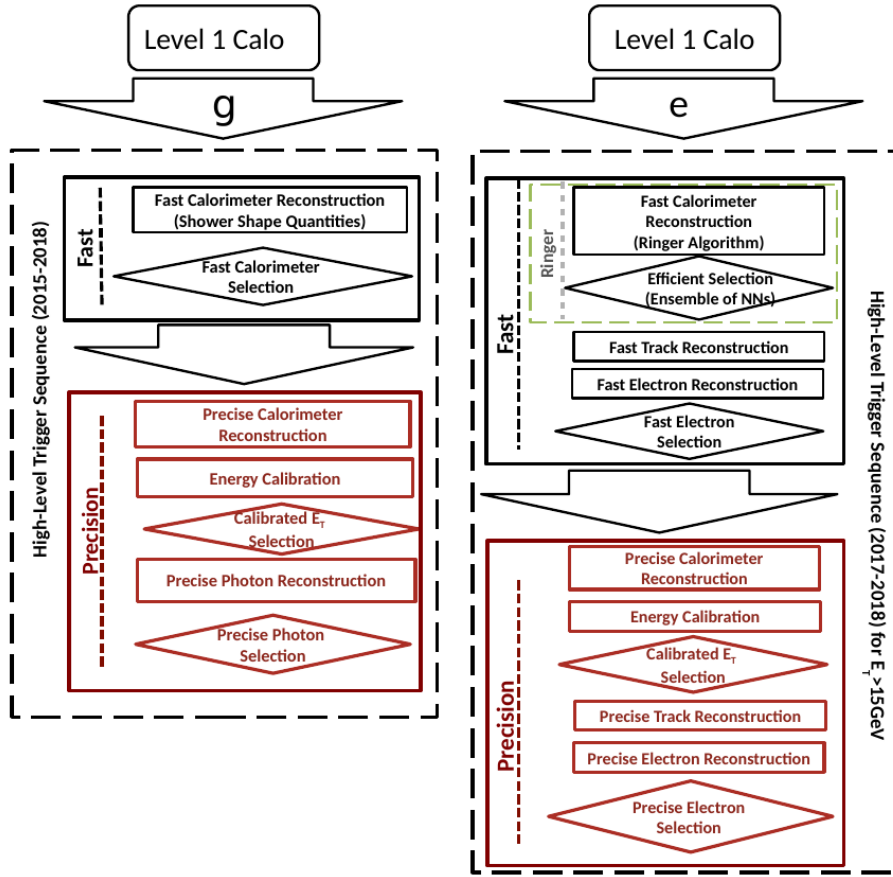 Level 1 Calo
g
High-Level Trigger Sequence (2015-2018)
Fast
Fast Calorimeter Reconstruction
(Shower Shape Quantities)
Fast Calorimeter
Selection
Precision
Precise Calorimeter
Reconstruction
Energy Calibration
Calibrated E_T
Selection
Precise Photon Reconstruction
Precise Photon
Selection
Level 1 Calo
e
High-Level Trigger Sequence (2017-2018) for E_T >15GeV
Fast
Ringer
Fast Calorimeter
Reconstruction
(Ringer Algorithm)
Efficient Selection
(Ensemble of NNs)
Fast Track Reconstruction
Fast Electron Reconstruction
Fast Electron
Selection
Precision
Precise Calorimeter
Reconstruction
Energy Calibration
Calibrated E_T
Selection
Precise Track Reconstruction
Precise Electron Reconstruction
Precise Electron
Selection